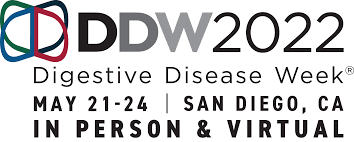 DDW2022
Digestive Disease Week®
MAY 21-24 | SAN DIEGO, CA
IN PERSON & VIRTUAL